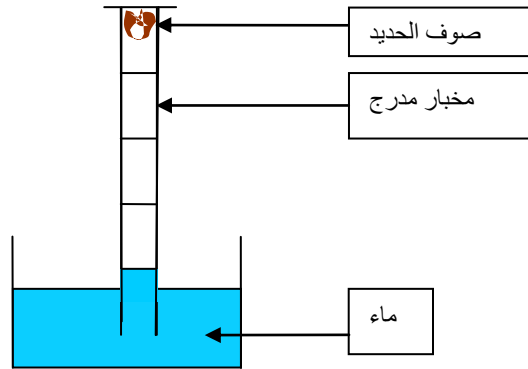 صوف الحديد
مخبار مدرج
ماء